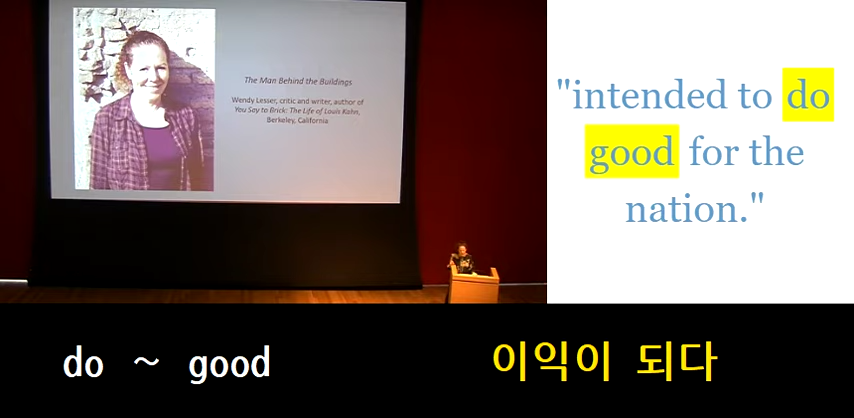 The Man Behind the Buildings
Wendy Lesser, critic and writer, author of
You Say to Brick: The Life of Louis Kahn,
Berkeley, California
"intended to do
good for the
nation."
do ~ good
이익이 되다